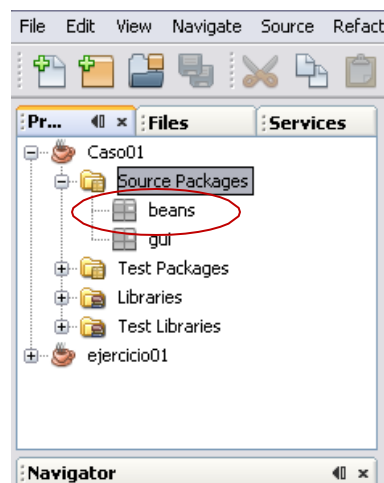 File Edit View Navigate Source Refact
Pr... Files Services
Caso01
Source Packages
beans
gui
Test Packages
Libraries
Test Libraries
ejercicio01
Navigator